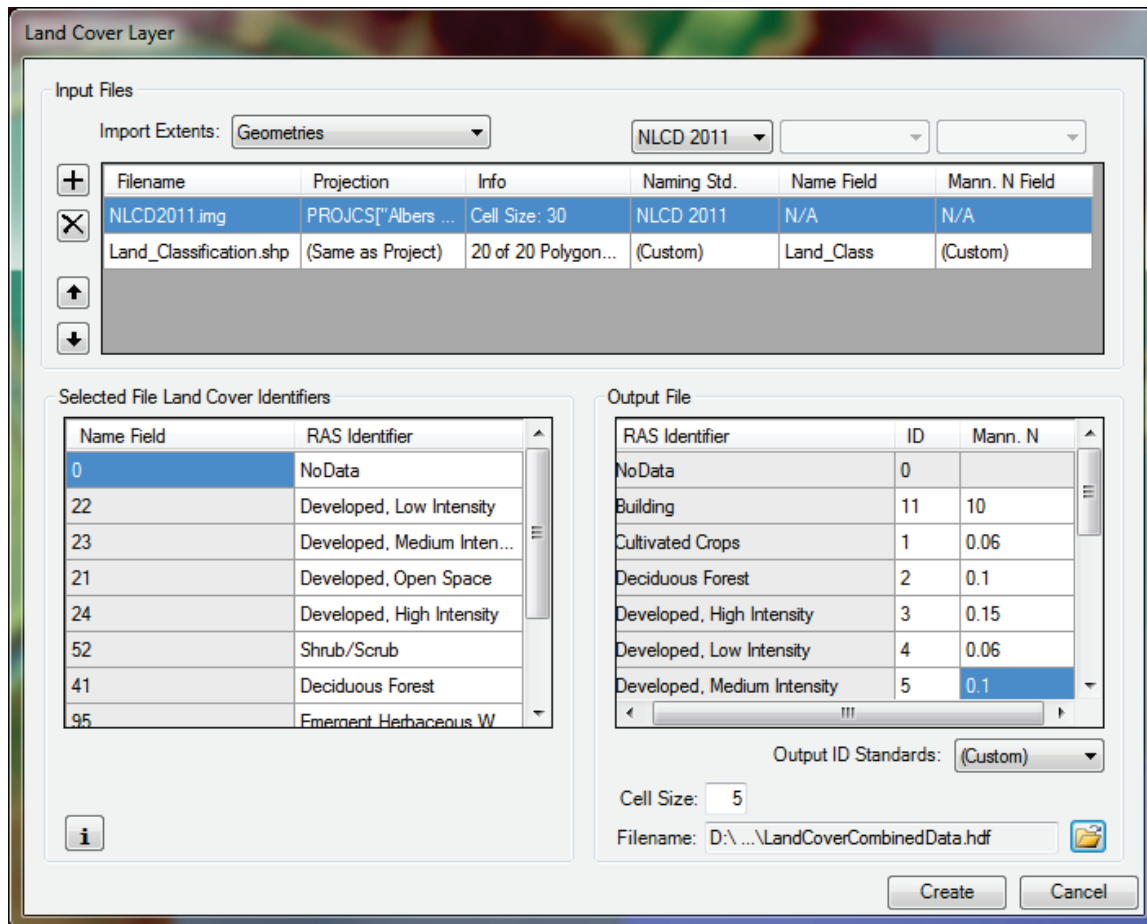 Land Cover Layer
Input Files
Import Extents: Geometries NLCD 2011
Filename Projection Info Naming Std. Name Field Mann. N Field
NLCD2011.img PROJCS["Albers ... Cell Size: 30 NLCD 2011 N/A N/A
Land_Classification.shp (Same as Project) 20 of 20 Polygon... (Custom) Land_Class (Custom)
Selected File Land Cover Identifiers
Name Field RAS Identifier
0 NoData
22 Developed, Low Intensity
23 Developed, Medium Inten...
21 Developed, Open Space
24 Developed, High Intensity
52 Shrub/Scrub
41 Deciduous Forest
95 Emergent Herbaceous W
i
Output File
RAS Identifier ID Mann. N
NoData 0
Building 11 10
Cultivated Crops 1 0.06
Deciduous Forest 2 0.1
Developed, High Intensity 3 0.15
Developed, Low Intensity 4 0.06
Developed, Medium Intensity 5 0.1
Output ID Standards: (Custom)
Cell Size: 5
Filename: D:\ ...\LandCoverCombinedData.hdf
Create Cancel